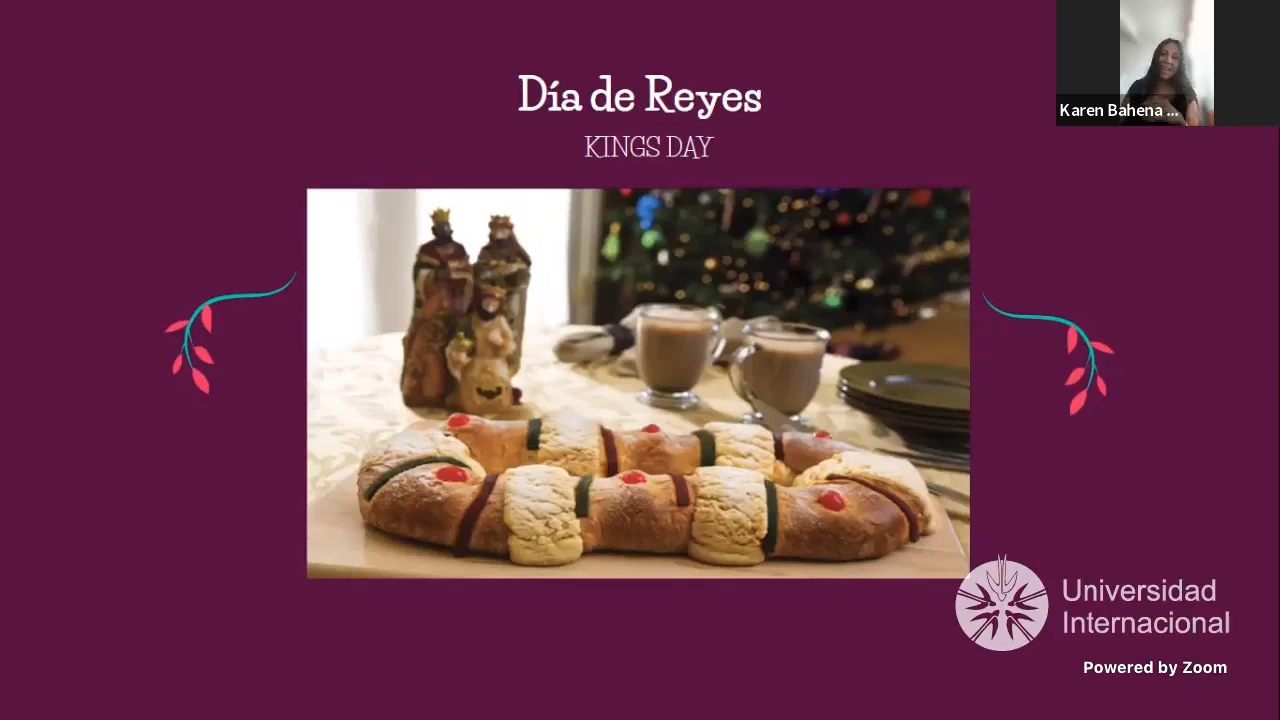 Día de Reyes
KINGS DAY
Karen Bahena ...
Universidad
Internacional
Powered by Zoom